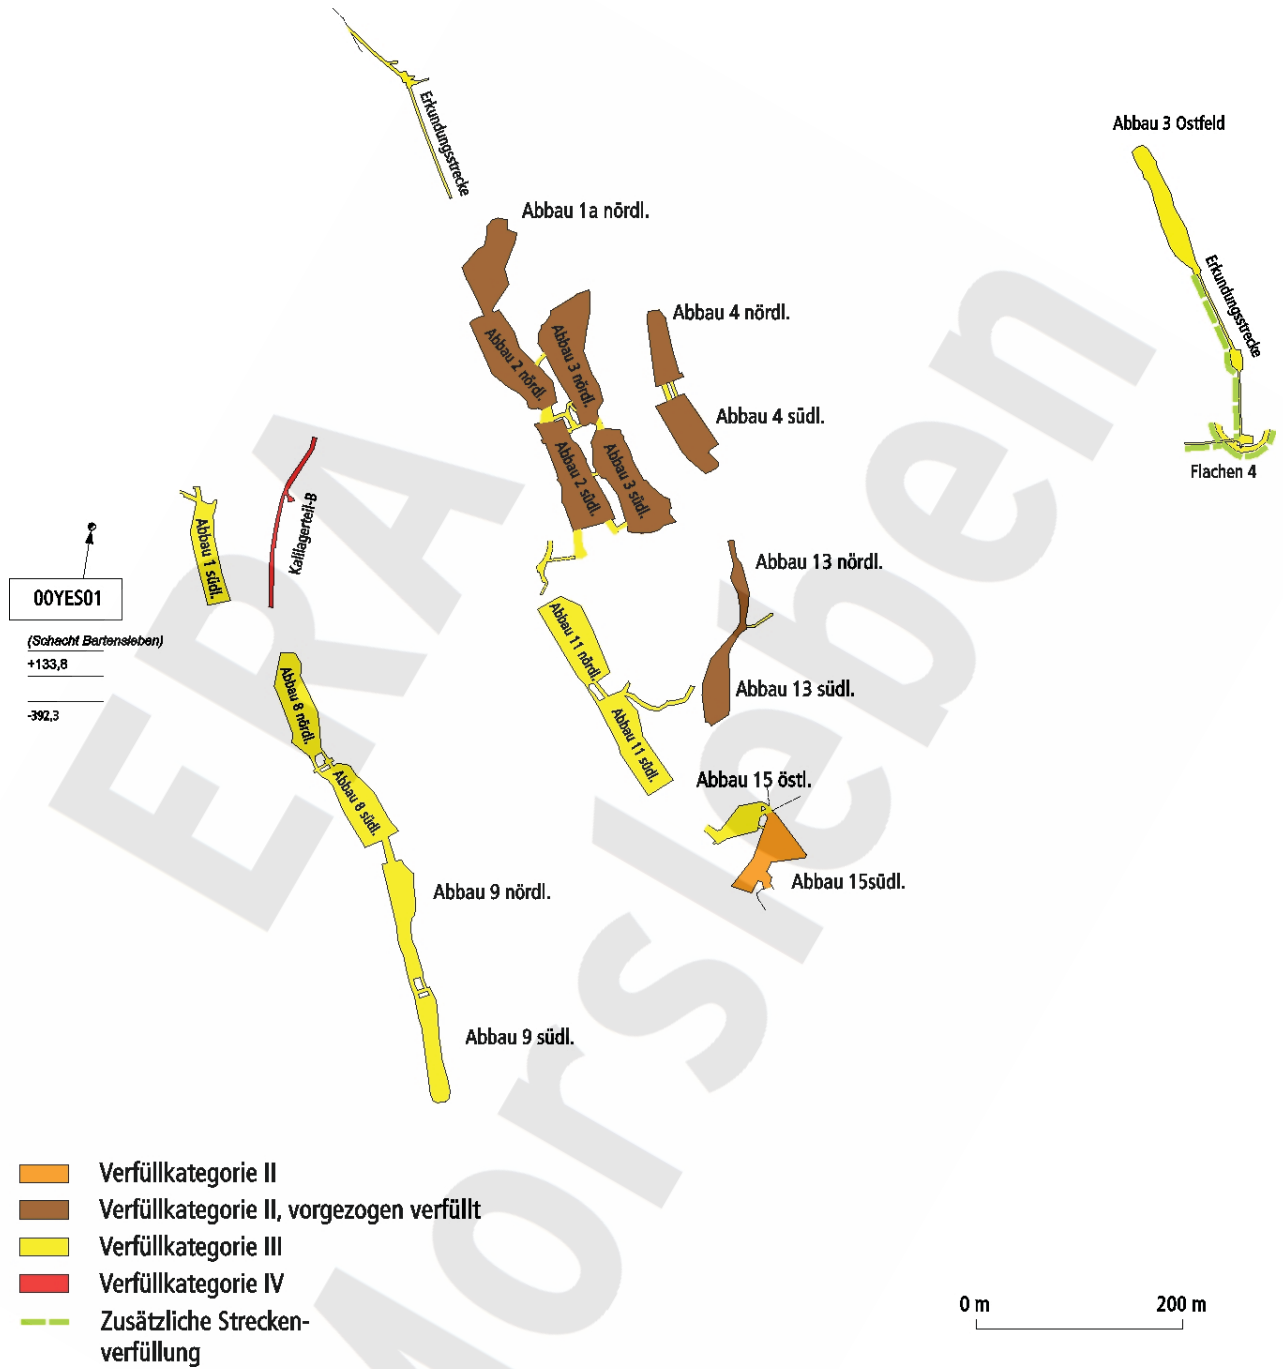 Erkundungsstrecke
Abbau 3 Ostfeld
Abbau 1a nördl.
Erkundungsstrecke
Abbau 4 nördl.
Abbau 2 nördl.
Abbau 3 nördl.
Abbau 4 südl.
Flachen 4
Abbau 2 südl.
Abbau 3 südl.
Kalilagerteil-B
Abbau 1 südl.
00YES01
(Schacht Bartensleben)
+133,8
-392,3
Abbau 13 nördl.
Abbau 11 nördl.
Abbau 13 südl.
Abbau 8 nördl.
Abbau 11 südl.
Abbau 15 östl.
Abbau 8 südl.
Abbau 15südl.
Abbau 9 nördl.
Abbau 9 südl.
Verfüllkategorie II
Verfüllkategorie II, vorgezogen verfüllt
Verfüllkategorie III
Verfüllkategorie IV
Zusätzliche Strecken-
verfüllung
0 m 200 m
ERA
Morsleben